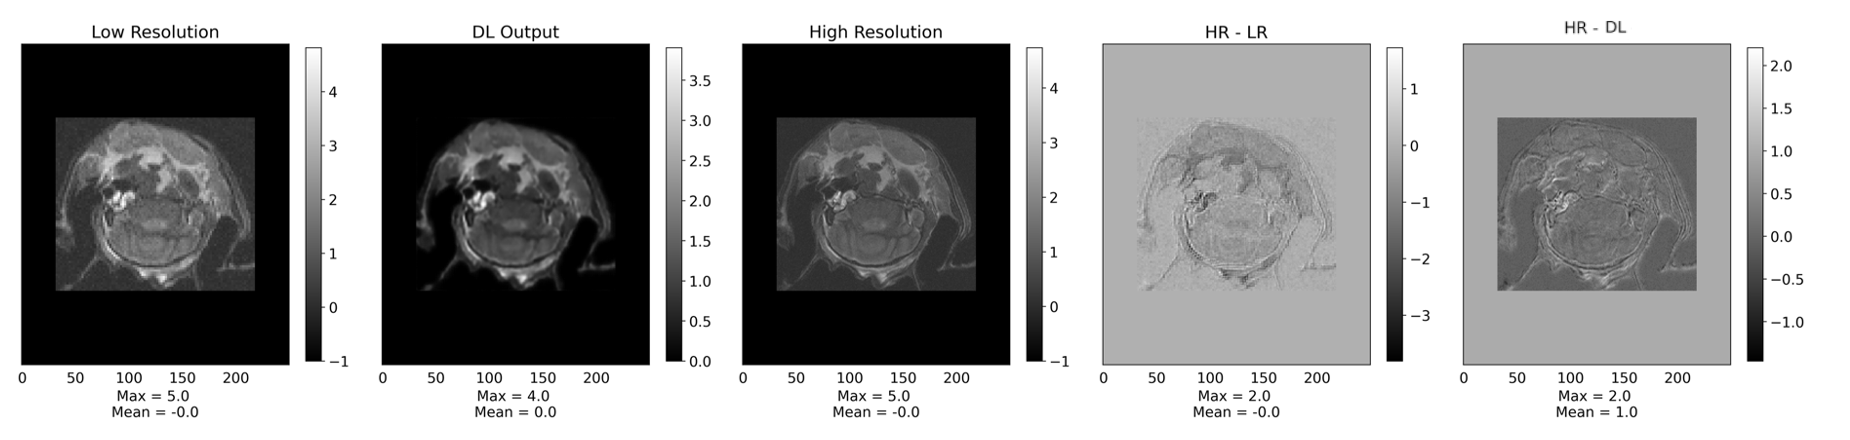 Low Resolution
DL Output
High Resolution
HR - LR
HR - DL
4
3
2
1
0
−1
3.5
3.0
2.5
2.0
1.5
1.0
0.5
0.0
4
3
2
1
0
−1
1
0
−1
−2
−3
2.0
1.5
1.0
0.5
0.0
−0.5
−1.0
0 50 100 150 200
0 50 100 150 200
0 50 100 150 200
0 50 100 150 200
0 50 100 150 200
Max = 5.0
Mean = -0.0
Max = 4.0
Mean = 0.0
Max = 5.0
Mean = -0.0
Max = 2.0
Mean = -0.0
Max = 2.0
Mean = 1.0